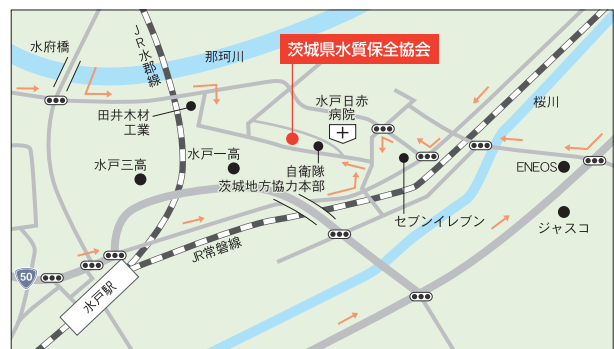 水府橋
JR水郡線
那珂川
茨城県水質保全協会
桜川
田井木材
工業
水戸日赤
病院
水戸三高
水戸一高
自衛隊
茨城地方協力本部
ENEOS
セブンイレブン
ジャスコ
JR常磐線
50
水戸駅